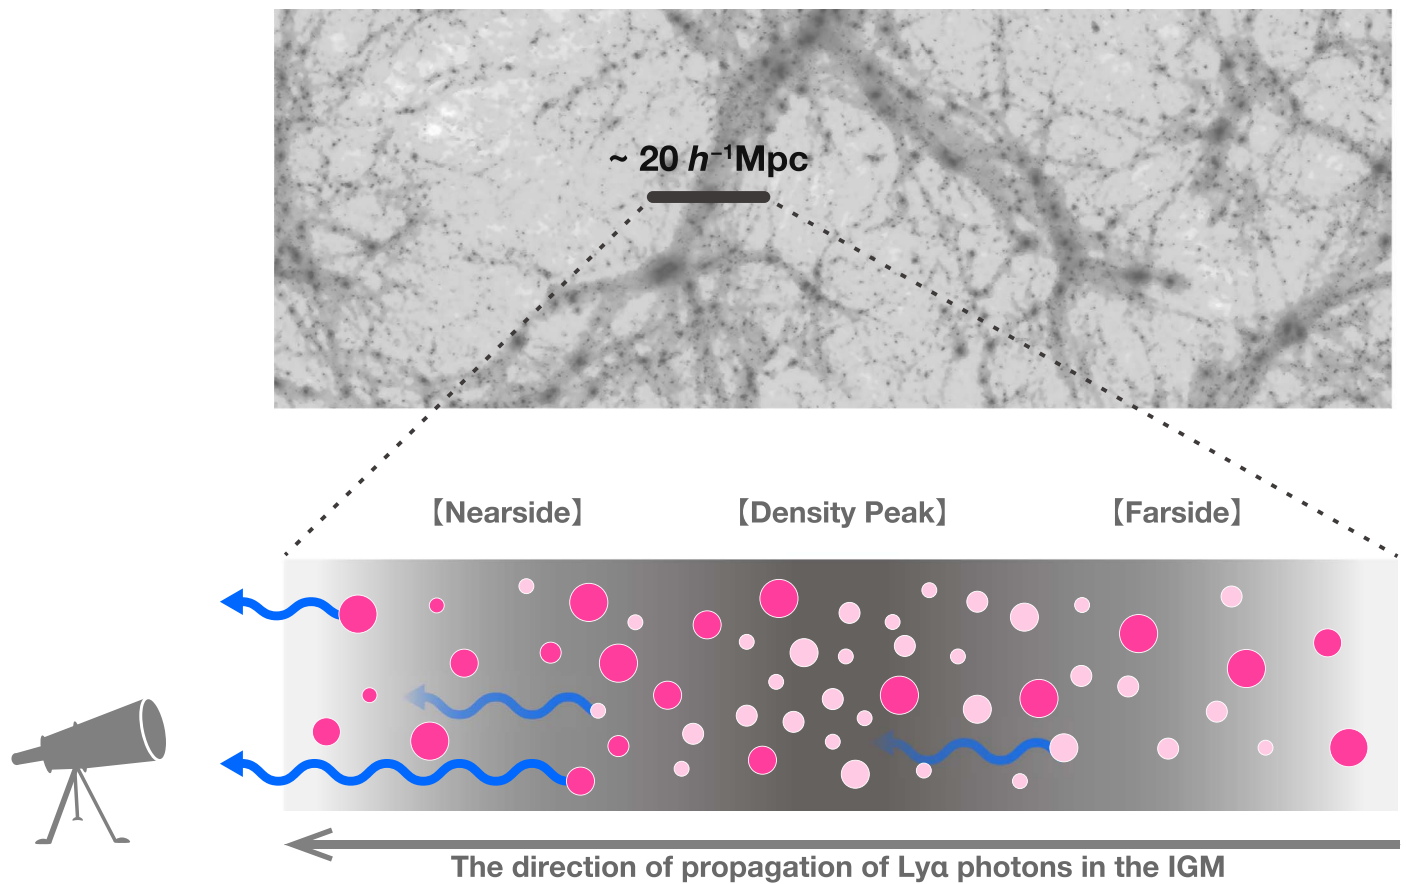 ~ 20 h⁻¹Mpc
【Nearside】 【Density Peak】 【Farside】
The direction of propagation of Lyα photons in the IGM